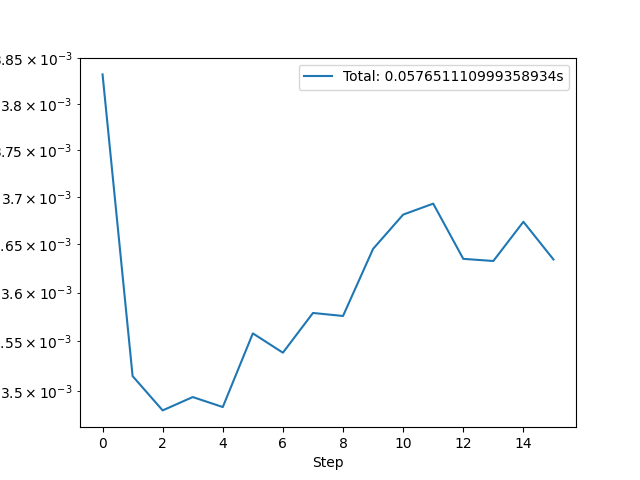 Total: 0.057651110999358934s
.85 × 10⁻³
3.8 × 10⁻³
3.75 × 10⁻³
3.7 × 10⁻³
.65 × 10⁻³
3.6 × 10⁻³
.55 × 10⁻³
3.5 × 10⁻³
0 2 4 6 8 10 12 14
Step